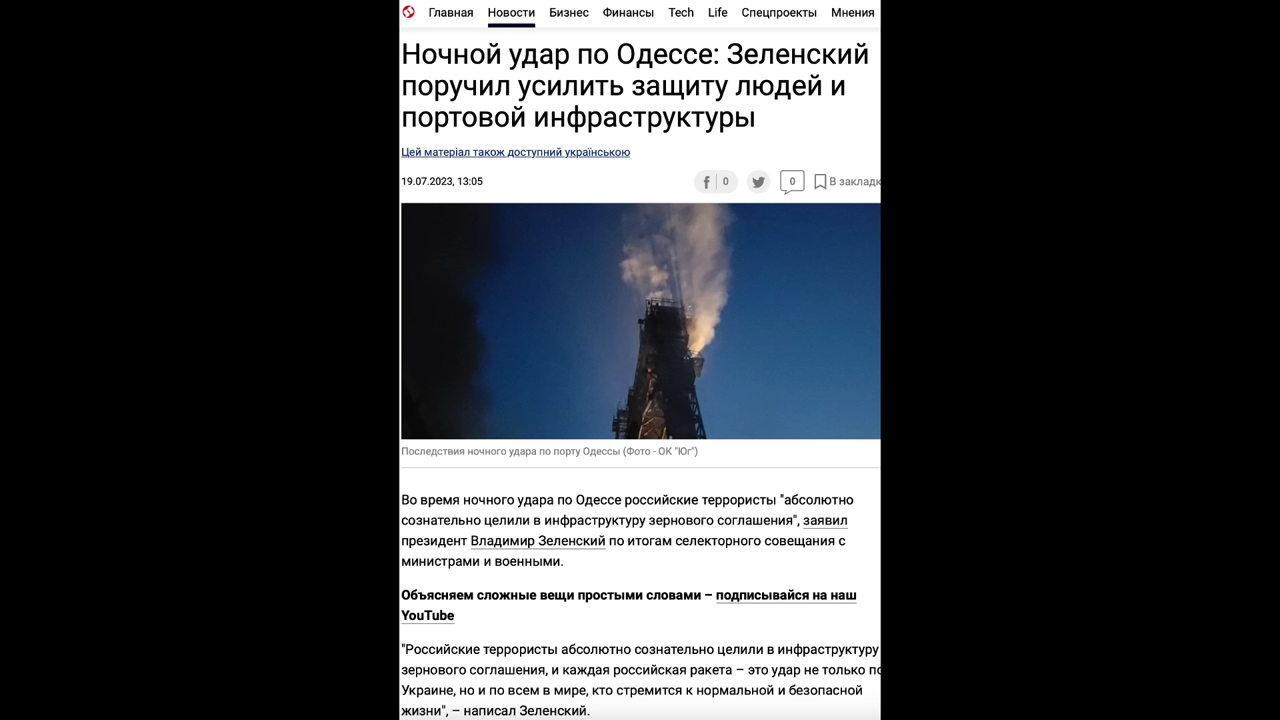 Главная Новости Бизнес Финансы Tech Life Спецпроекты Мнения
Ночной удар по Одессе: Зеленский
поручил усилить защиту людей и
портовой инфраструктуры
Цей матеріал також доступний українською
19.07.2023, 13:05
0
0
В закладк
Последствия ночного удара по порту Одессы (Фото - ОК "Юг")
Во время ночного удара по Одессе российские террористы "абсолютно
сознательно целили в инфраструктуру зернового соглашения", заявил
президент Владимир Зеленский по итогам селекторного совещания с
министрами и военными.
Объясняем сложные вещи простыми словами – подписывайся на наш
YouTube
"Российские террористы абсолютно сознательно целили в инфраструктуру
зернового соглашения, и каждая российская ракета – это удар не только по
Украине, но и по всем в мире, кто стремится к нормальной и безопасной
жизни", – написал Зеленский.